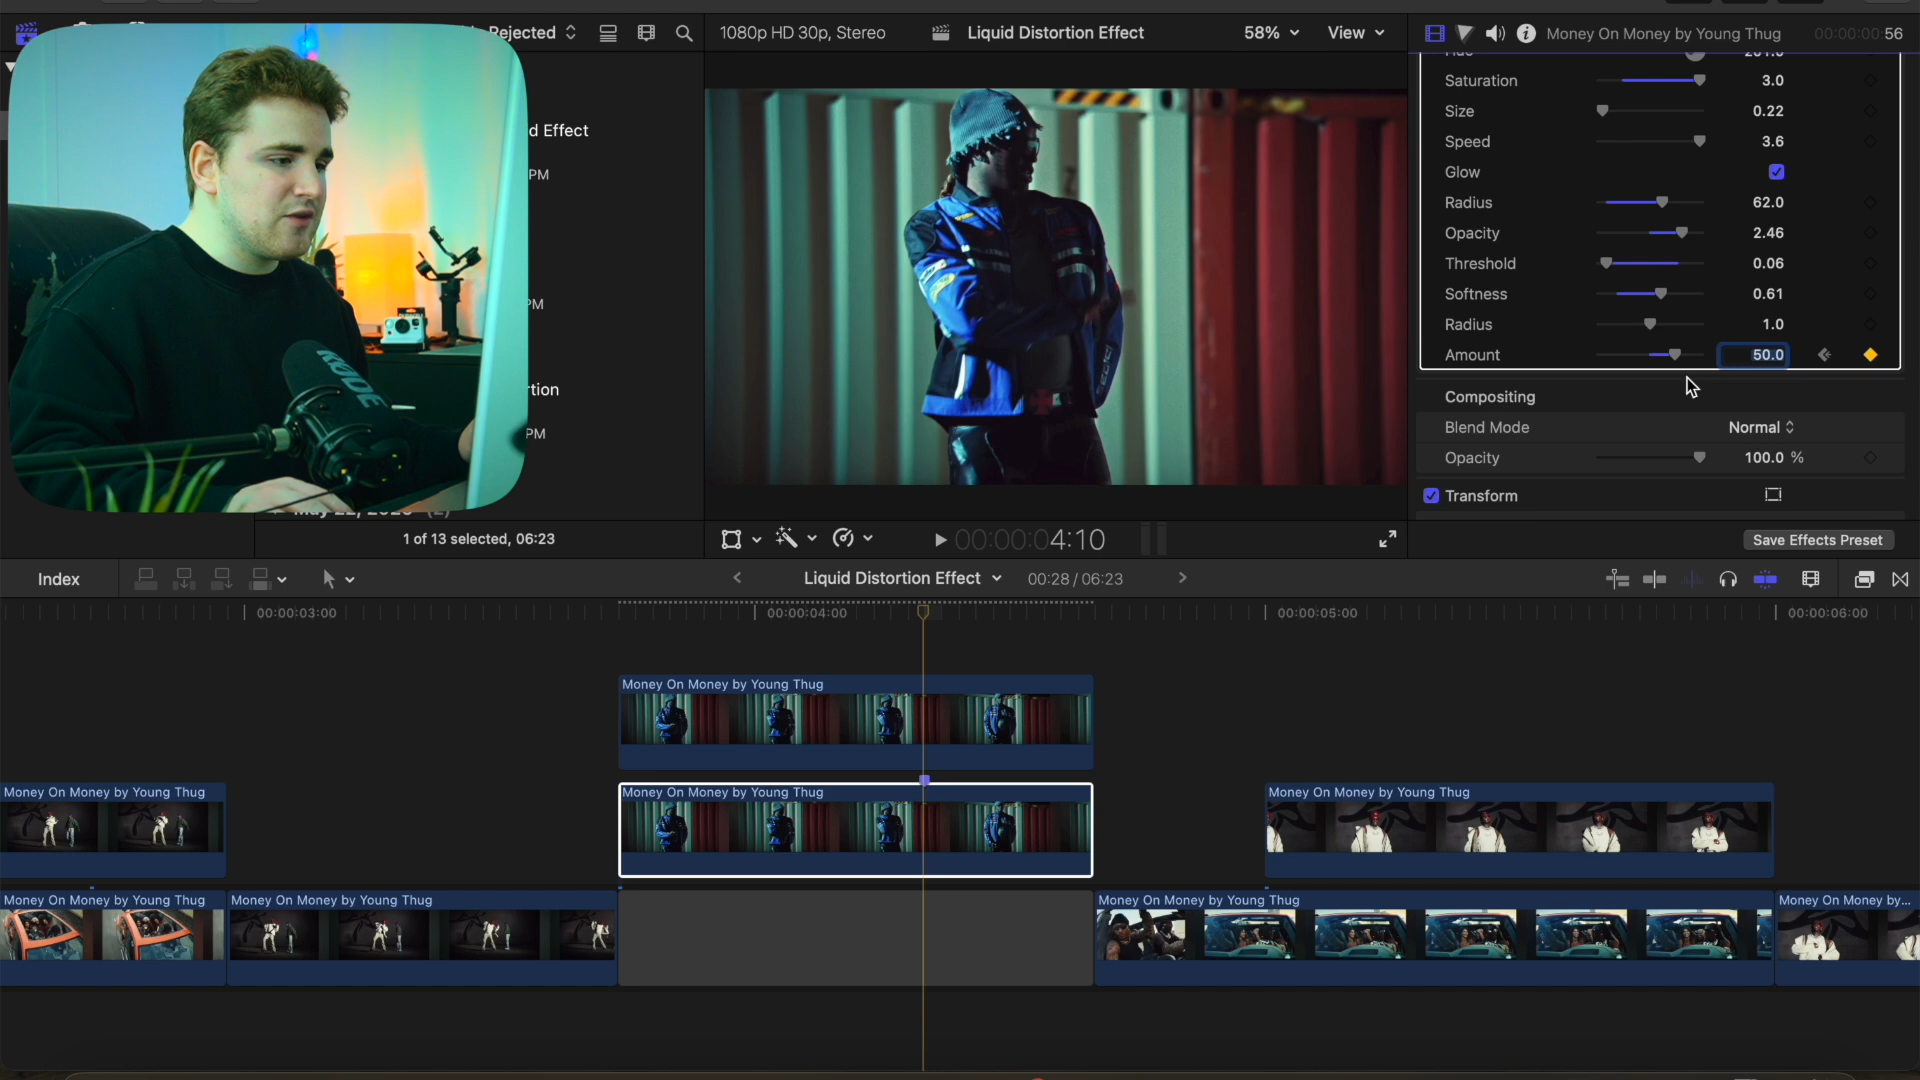 Rejected
1080p HD 30p, Stereo
Liquid Distortion Effect
58%
View
Money On Money by Young Thug
00:00:00:56
Saturation 3.0
Size 0.22
Speed 3.6
Glow
Radius 62.0
Opacity 2.46
Threshold 0.06
Softness 0.61
Radius 1.0
Amount 50.0
Compositing
Blend Mode Normal
Opacity 100.0 %
Transform
Save Effects Preset
d Effect
PM
PM
rtion
PM
RØDE
1 of 13 selected, 06:23
00:00:04:10
Index
Liquid Distortion Effect
00:28 / 06:23
00:00:03:00
00:00:04:00
00:00:05:00
00:00:06:00
Money On Money by Young Thug
Money On Money by Young Thug
Money On Money by Young Thug
Money On Money by Young Thug
Money On Money by Young Thug
Money On Money by Young Thug
Money On Money by Young Thug
Money On Money by...